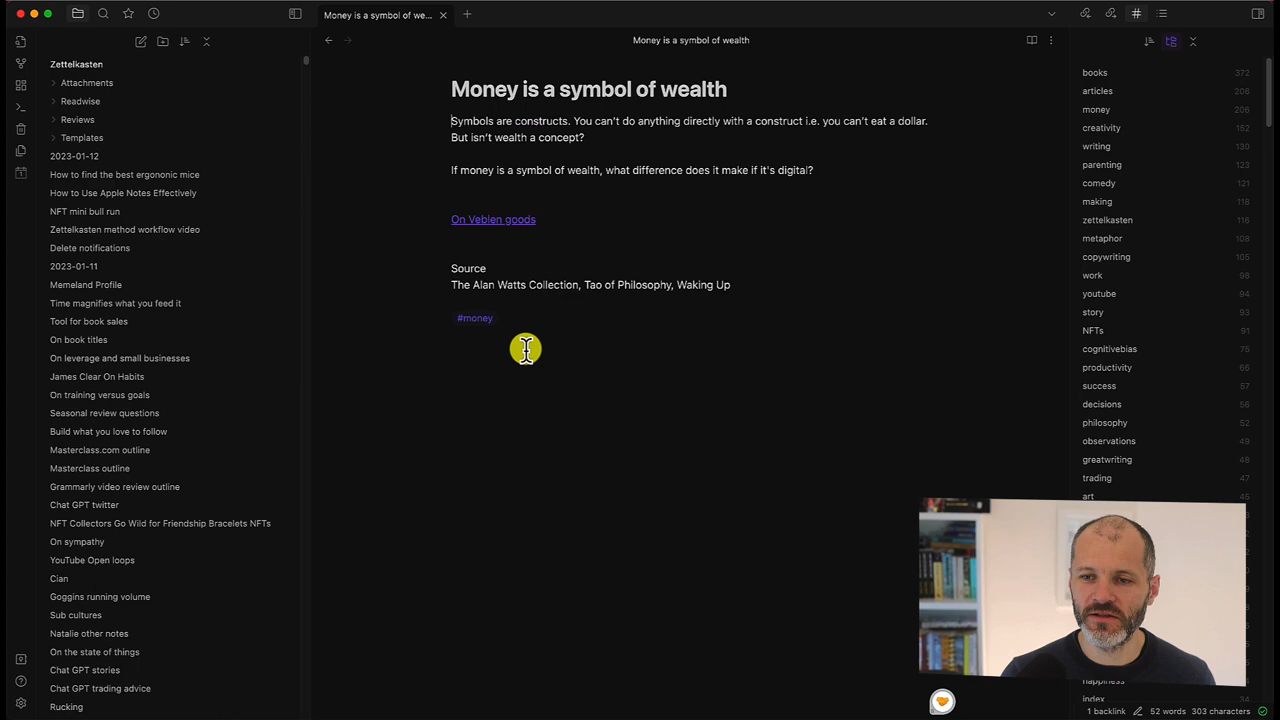 Money is a symbol of we...
Money is a symbol of wealth
Zettelkasten
Attachments
Readwise
Reviews
Templates
2023-01-12
How to find the best ergononic mice
How to Use Apple Notes Effectively
NFT mini bull run
Zettelkasten method workflow video
Delete notifications
2023-01-11
Memeland Profile
Time magnifies what you feed it
Tool for book sales
On book titles
On leverage and small businesses
James Clear On Habits
On training versus goals
Seasonal review questions
Build what you love to follow
Masterclass.com outline
Masterclass outline
Grammarly video review outline
Chat GPT twitter
NFT Collectors Go Wild for Friendship Bracelets NFTs
On sympathy
YouTube Open loops
Cian
Goggins running volume
Sub cultures
Natalie other notes
On the state of things
Chat GPT stories
Chat GPT trading advice
Rucking
Money is a symbol of wealth
Symbols are constructs. You can't do anything directly with a construct i.e. you can't eat a dollar.
But isn't wealth a concept?
If money is a symbol of wealth, what difference does it make if it's digital?
On Veblen goods
Source
The Alan Watts Collection, Tao of Philosophy, Waking Up
#money
books 372
articles 206
money 206
creativity 152
writing 130
parenting 123
comedy 121
making 118
zettelkasten 116
metaphor 108
copywriting 105
work 98
youtube 94
story 93
NFTs 91
cognitivebias 75
productivity 66
success 57
decisions 56
philosophy 52
observations 49
greatwriting 48
trading 47
art 45
happiness
index 34
1 backlink 52 words 303 characters